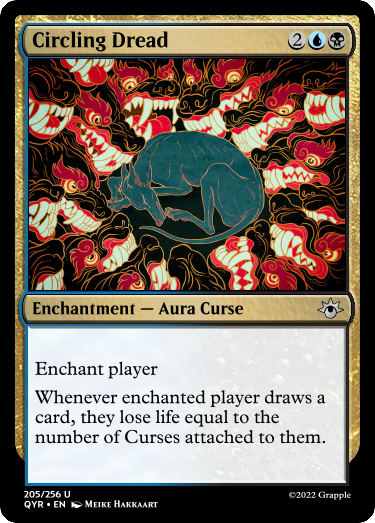 Circling Dread 2
Enchantment — Aura Curse
Enchant player
Whenever enchanted player draws a
card, they lose life equal to the
number of Curses attached to them.
205/256 U
QYR • EN Meike Hakkaart
©2022 Grapple